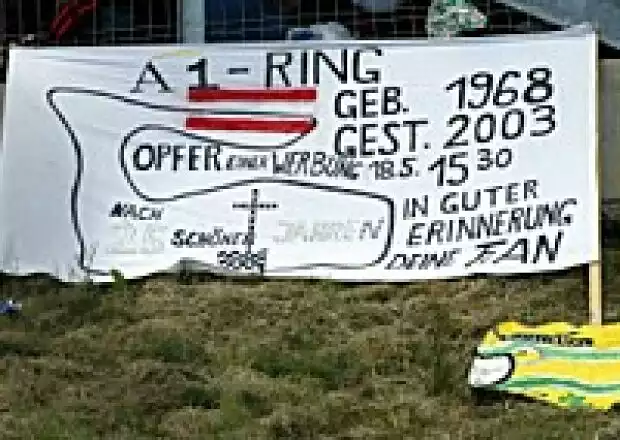 A 1 - RING
GEB. 1968
GEST. 2003
OPFER EINER WERBUNG 18.5. 15 30
NACH
25 SCHÖNEN JAHREN
IN GUTER
ERINNERUNG
DEINE FAN